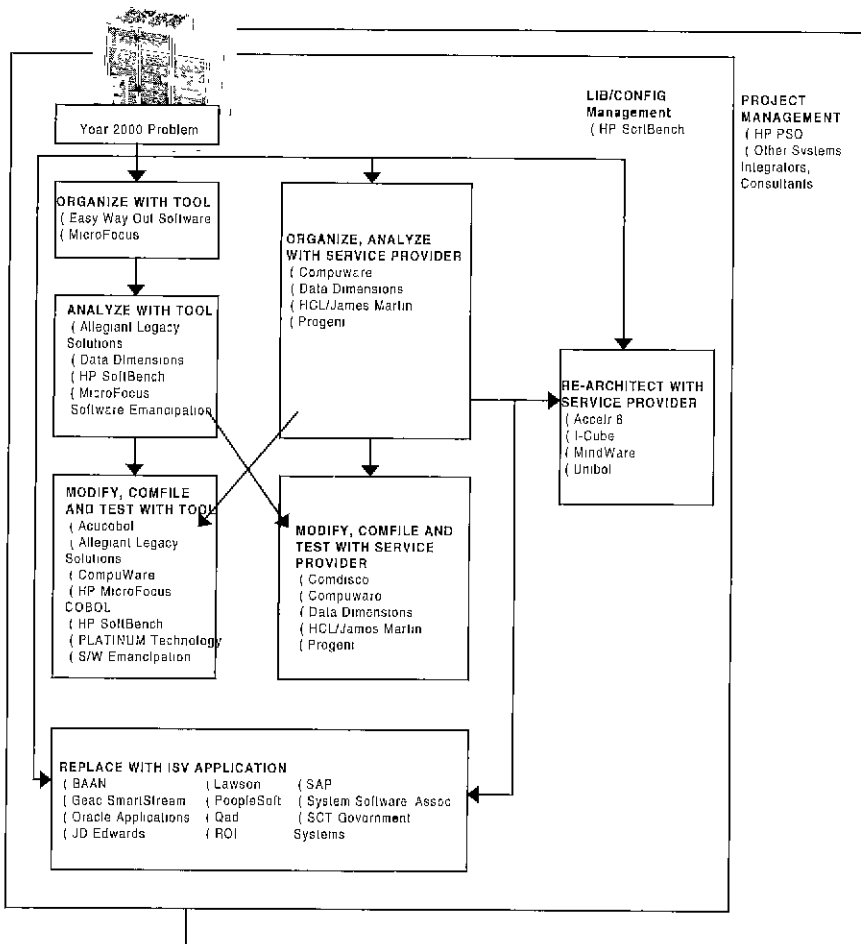 Year 2000 Problem
LIB/CONFIG
Management
( HP SoftBench
PROJECT
MANAGEMENT
( HP PSO
( Other Systems
Integrators,
Consultants
ORGANIZE WITH TOOL
( Easy Way Out Software
( MicroFocus
ORGANIZE, ANALYZE
WITH SERVICE PROVIDER
( Compuware
( Data Dimensions
( HCL/James Martin
( Progeni
ANALYZE WITH TOOL
( Allegiant Legacy
Solutions
( Data Dimensions
( HP SoftBench
( MicroFocus
Software Emancipation
RE-ARCHITECT WITH
SERVICE PROVIDER
( Accelr 8
( I-Cube
( MindWare
( Unibol
MODIFY, COMFILE
AND TEST WITH TOOL
( Acucobol
( Allegiant Legacy
Solutions
( CompuWare
( HP MicroFocus
COBOL
( HP SoftBench
( PLATINUM Technology
( S/W Emancipation
MODIFY, COMFILE AND
TEST WITH SERVICE
PROVIDER
( Comdisco
( Compuware
( Data Dimensions
( HCL/James Martin
( Progeni
REPLACE WITH ISV APPLICATION
( BAAN ( Lawson ( SAP
( Geac SmartStream ( PeopleSoft ( System Software Assoc
( Oracle Applications ( Qad ( SCT Government
( JD Edwards ( ROI Systems